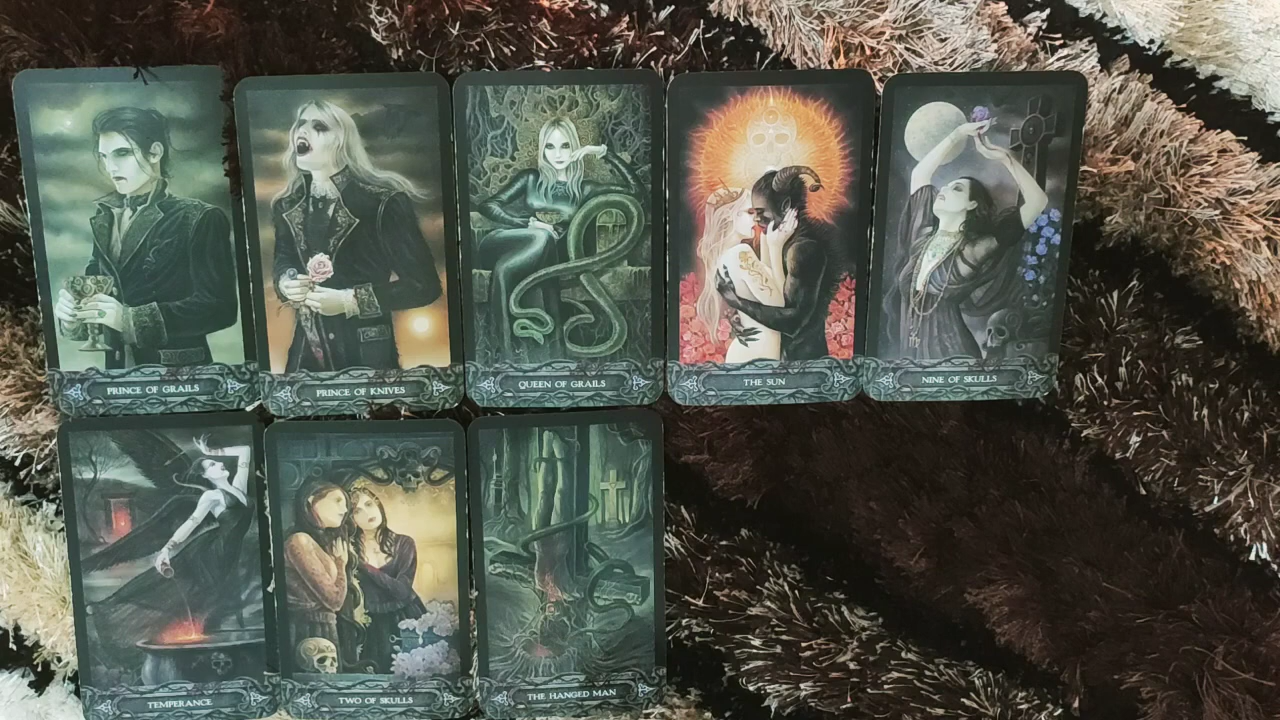 PRINCE OF GRAILS
PRINCE OF KNIVES
QUEEN OF GRAILS
THE SUN
NINE OF SKULLS
TEMPERANCE
TWO OF SKULLS
THE HANGED MAN